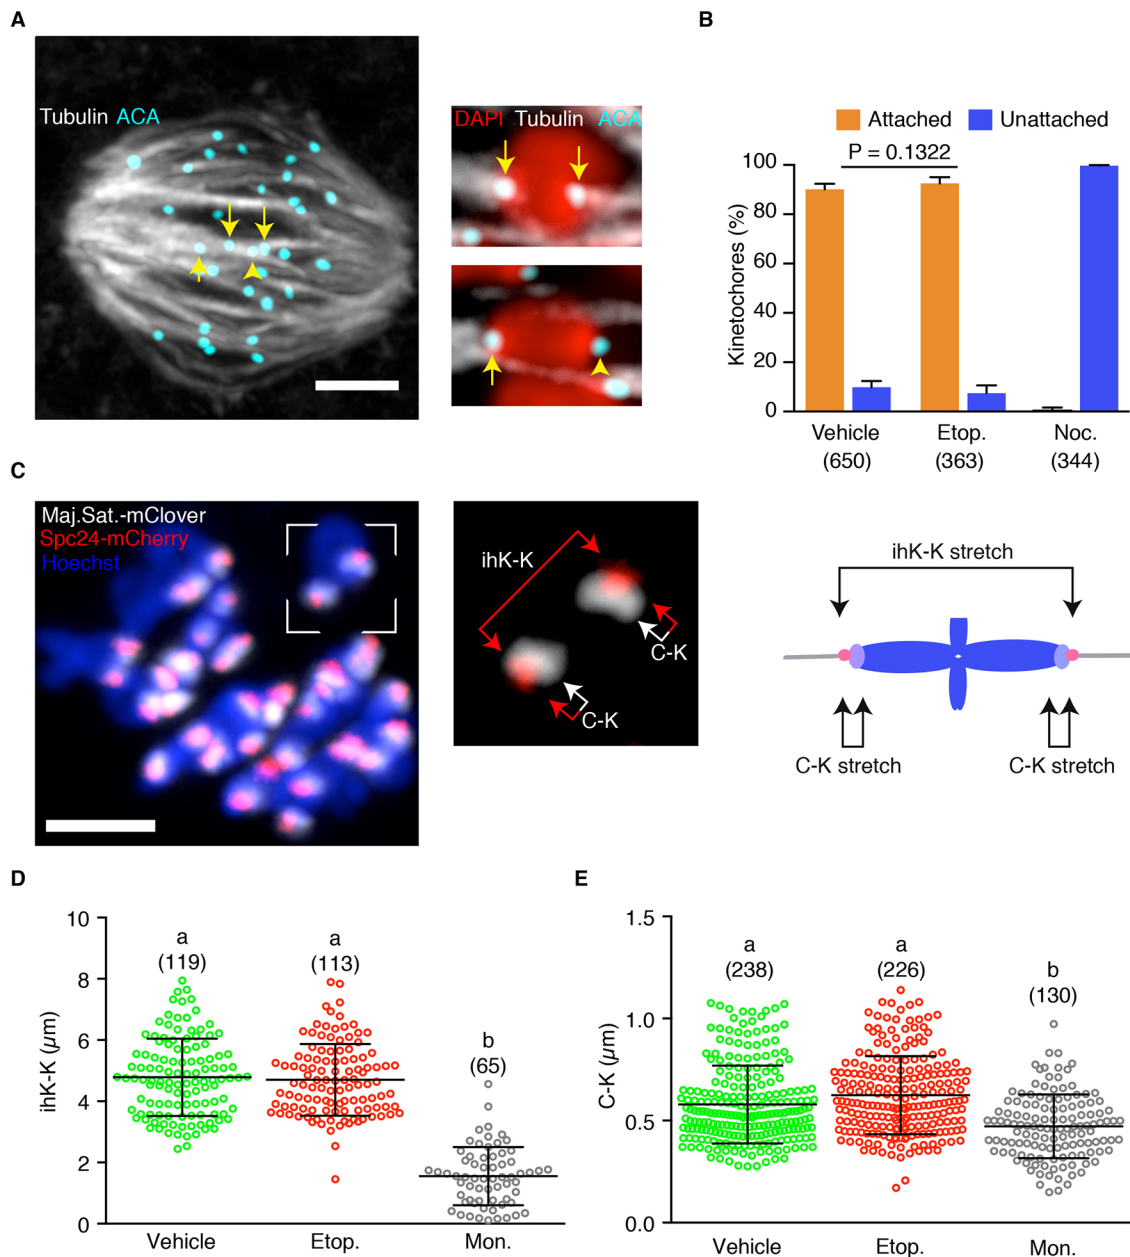 A
Tubulin ACA
DAPI Tubulin ACA
B
Attached Unattached
P = 0.1322
Kinetochores (%)
100
80
60
40
20
0
Vehicle Etop. Noc.
(650) (363) (344)
C
Maj.Sat.-mClover
Spc24-mCherry
Hoechst
ihK-K
C-K
C-K
ihK-K stretch
C-K stretch C-K stretch
D
ihK-K (µm)
10
8
6
4
2
0
a
(119)
a
(113)
b
(65)
Vehicle Etop. Mon.
E
C-K (µm)
1.5
1.0
0.5
0.0
a
(238)
a
(226)
b
(130)
Vehicle Etop. Mon.